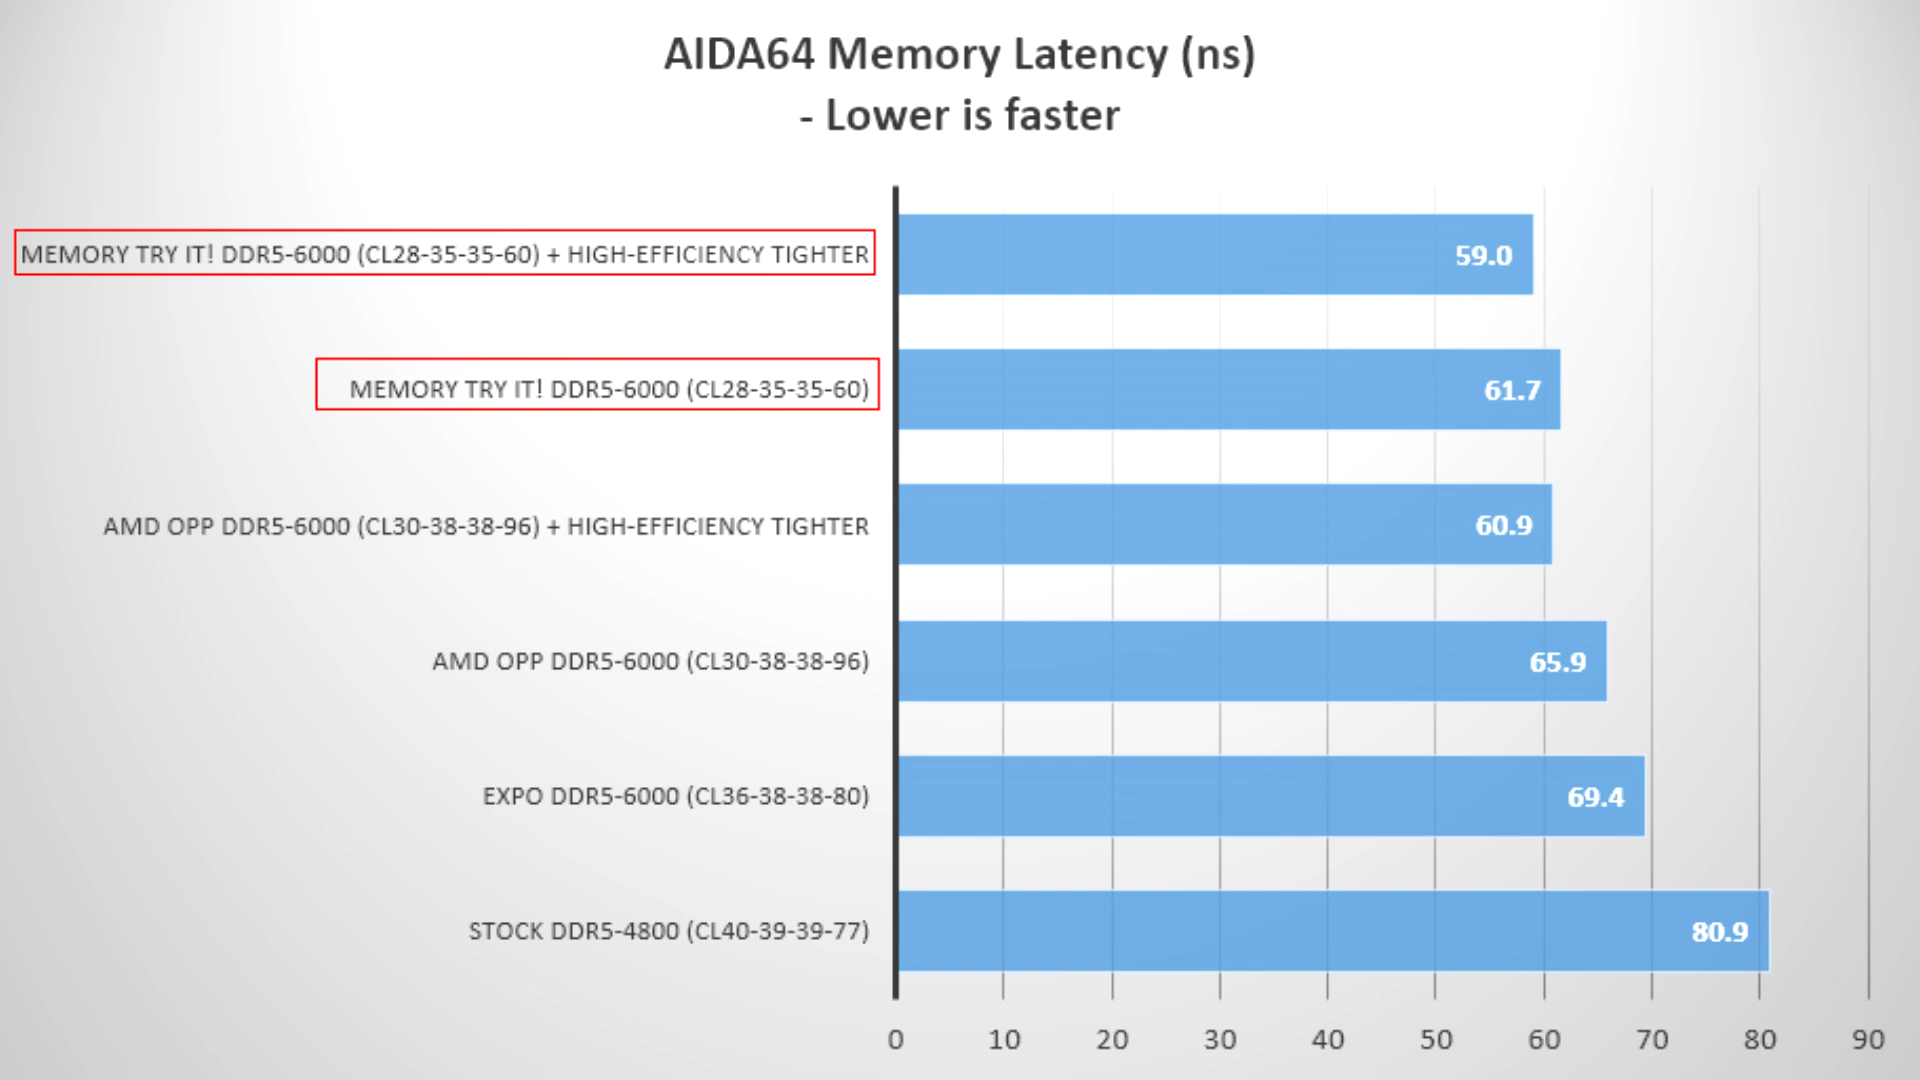 AIDA64 Memory Latency (ns)
- Lower is faster
MEMORY TRY IT! DDR5-6000 (CL28-35-35-60) + HIGH-EFFICIENCY TIGHTER
59.0
MEMORY TRY IT! DDR5-6000 (CL28-35-35-60)
61.7
AMD OPP DDR5-6000 (CL30-38-38-96) + HIGH-EFFICIENCY TIGHTER
60.9
AMD OPP DDR5-6000 (CL30-38-38-96)
65.9
EXPO DDR5-6000 (CL36-38-38-80)
69.4
STOCK DDR5-4800 (CL40-39-39-77)
80.9
0 10 20 30 40 50 60 70 80 90